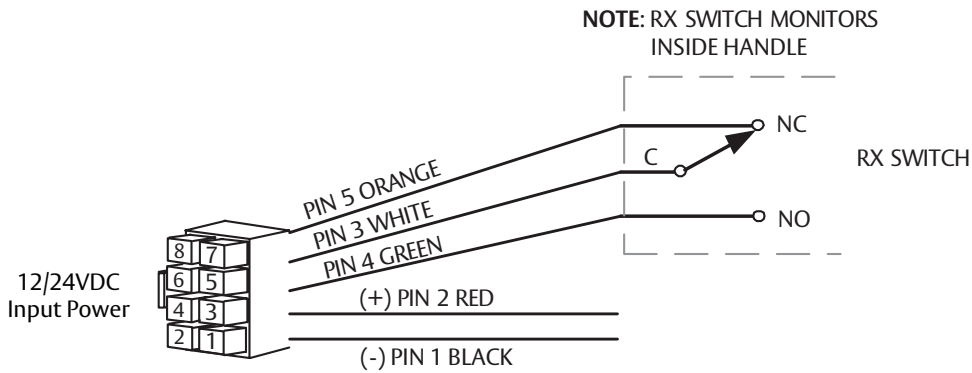 NOTE: RX SWITCH MONITORS
INSIDE HANDLE
NC
C
RX SWITCH
NO
PIN 5 ORANGE
PIN 3 WHITE
PIN 4 GREEN
(+) PIN 2 RED
(-) PIN 1 BLACK
12/24VDC
Input Power
8 7
6 5
4 3
2 1